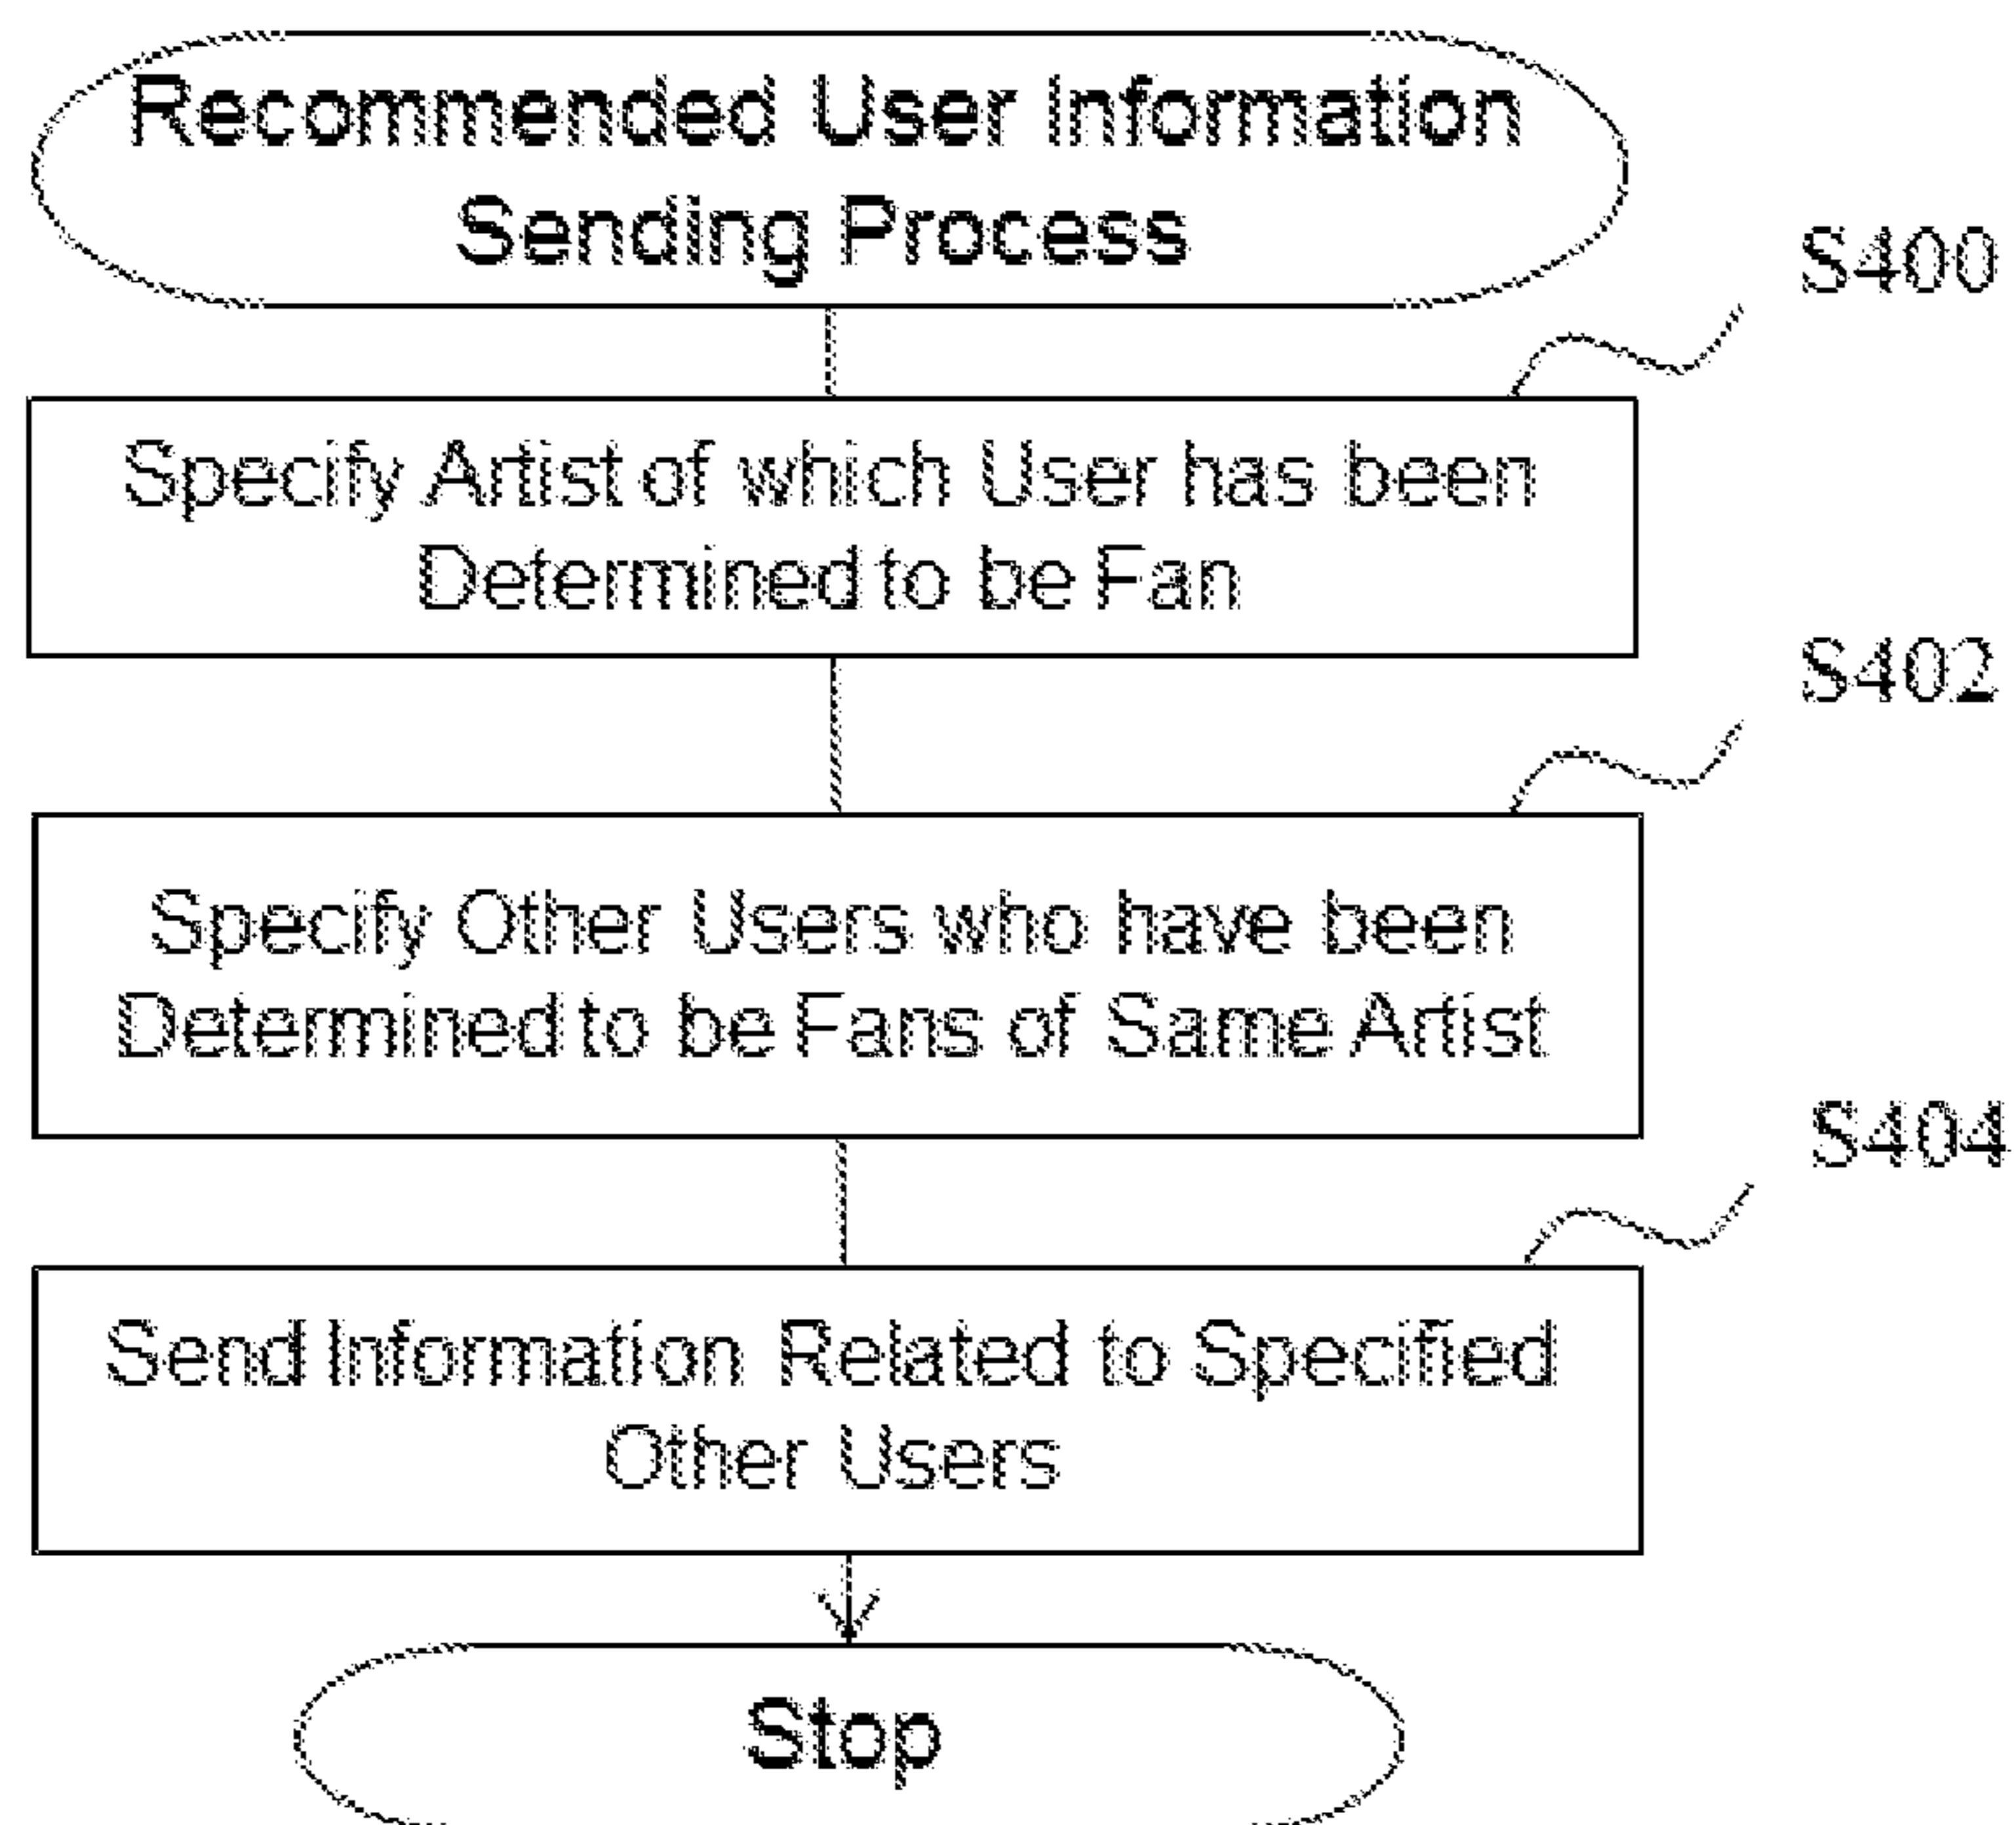 Recommended User Information
Sending Process
S400
Specify Artist of which User has been
Determined to be Fan
S402
Specify Other Users who have been
Determined to be Fans of Same Artist
S404
Send Information Related to Specified
Other Users
Stop